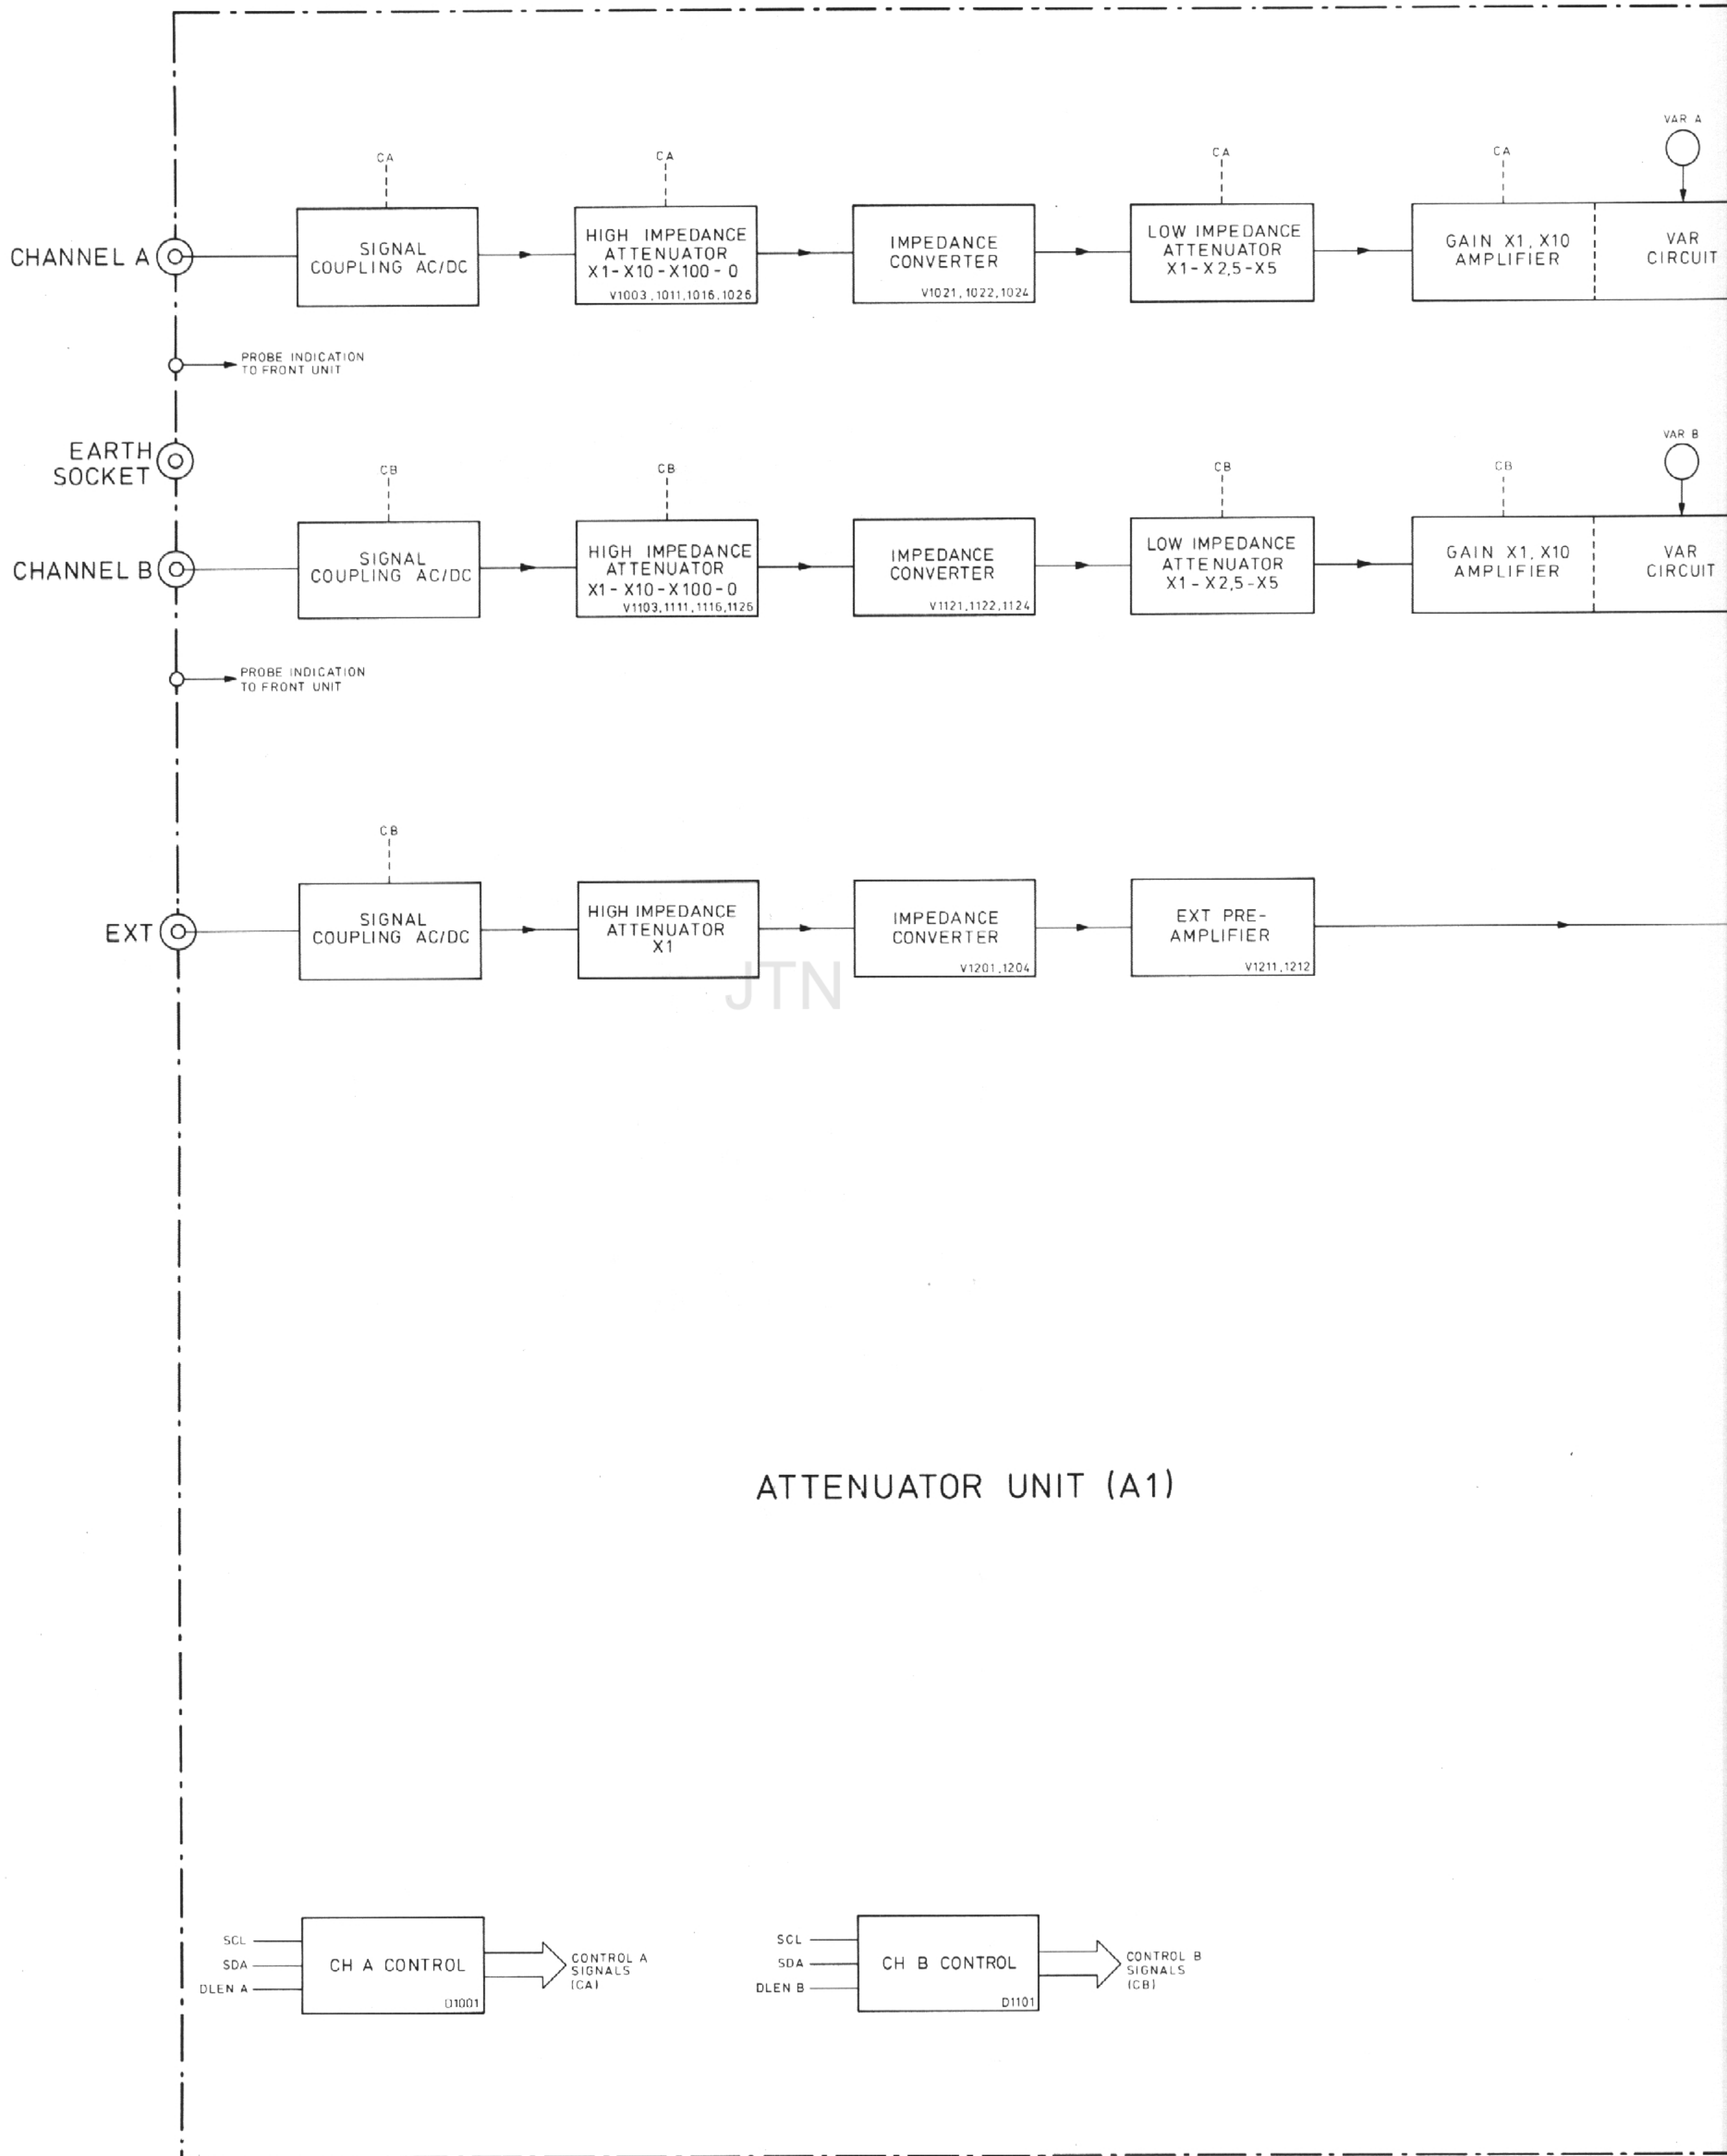 VAR A
CA
CA
CA
CA
CHANNEL A
SIGNAL
COUPLING AC/DC
HIGH IMPEDANCE
ATTENUATOR
X1-X10-X100-0
V1003,1011,1016,1026
IMPEDANCE
CONVERTER
V1021,1022,1024
LOW IMPEDANCE
ATTENUATOR
X1-X2,5-X5
GAIN X1, X10
AMPLIFIER
VAR
CIRCUIT
PROBE INDICATION
TO FRONT UNIT
EARTH
SOCKET
VAR B
CB
CB
CB
CB
CHANNEL B
SIGNAL
COUPLING AC/DC
HIGH IMPEDANCE
ATTENUATOR
X1-X10-X100-0
V1103,1111,1116,1126
IMPEDANCE
CONVERTER
V1121,1122,1124
LOW IMPEDANCE
ATTENUATOR
X1-X2,5-X5
GAIN X1, X10
AMPLIFIER
VAR
CIRCUIT
PROBE INDICATION
TO FRONT UNIT
CB
EXT
SIGNAL
COUPLING AC/DC
HIGH IMPEDANCE
ATTENUATOR
X1
IMPEDANCE
CONVERTER
V1201,1204
EXT PRE-
AMPLIFIER
V1211,1212
JTN
ATTENUATOR UNIT (A1)
SCL
SDA
DLEN A
CH A CONTROL
D1001
CONTROL A
SIGNALS
(CA)
SCL
SDA
DLEN B
CH B CONTROL
D1101
CONTROL B
SIGNALS
(CB)